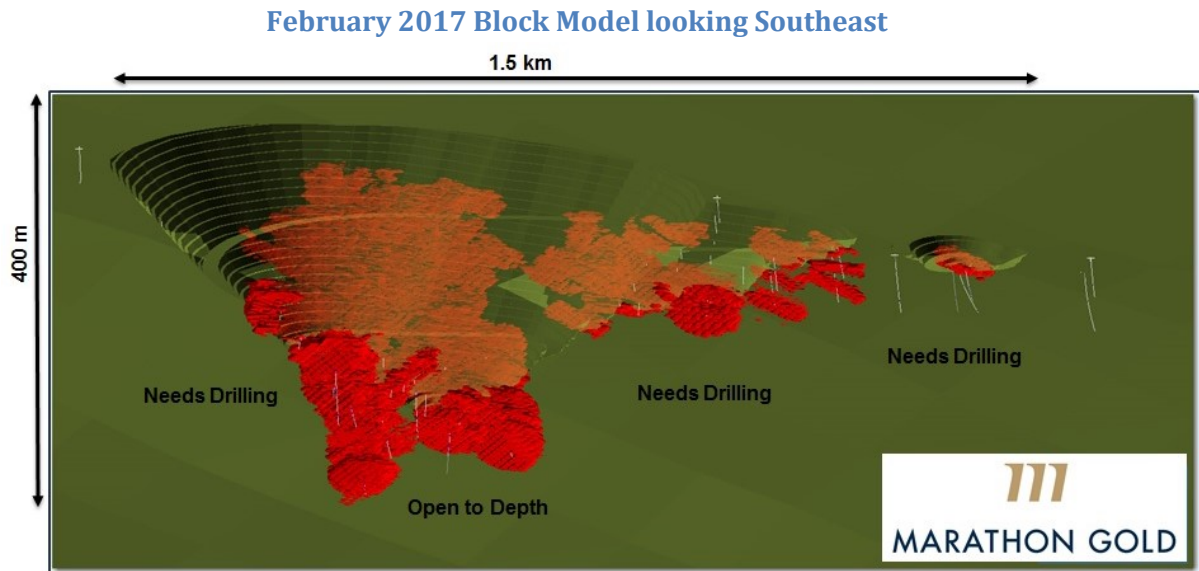 February 2017 Block Model looking Southeast
1.5 km
400 m
Needs Drilling
Needs Drilling
Needs Drilling
Open to Depth
MARATHON GOLD